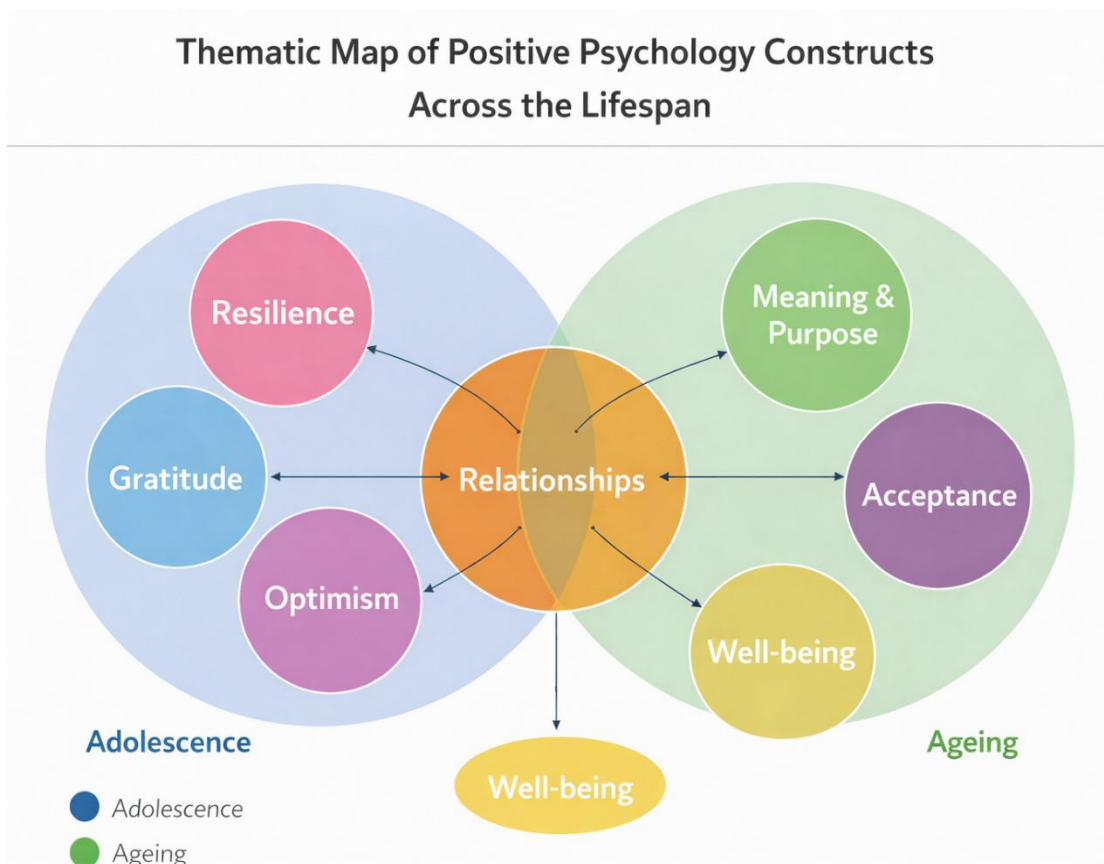 Thematic Map of Positive Psychology Constructs
Across the Lifespan
Resilience
Meaning &
Purpose
Gratitude
Relationships
Acceptance
Optimism
Well-being
Adolescence
Ageing
Well-being
Adolescence
Ageing